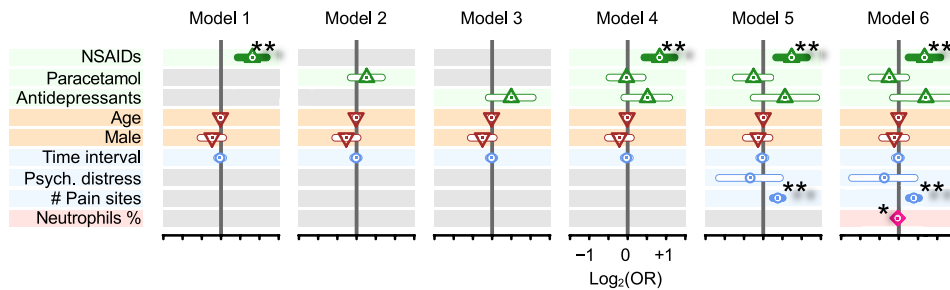 Model 1 Model 2 Model 3 Model 4 Model 5 Model 6
NSAIDs ** ** ** **
Paracetamol
Antidepressants
Age
Male
Time interval
Psych. distress
# Pain sites ** **
Neutrophils % *
−1 0 +1
Log₂(OR)